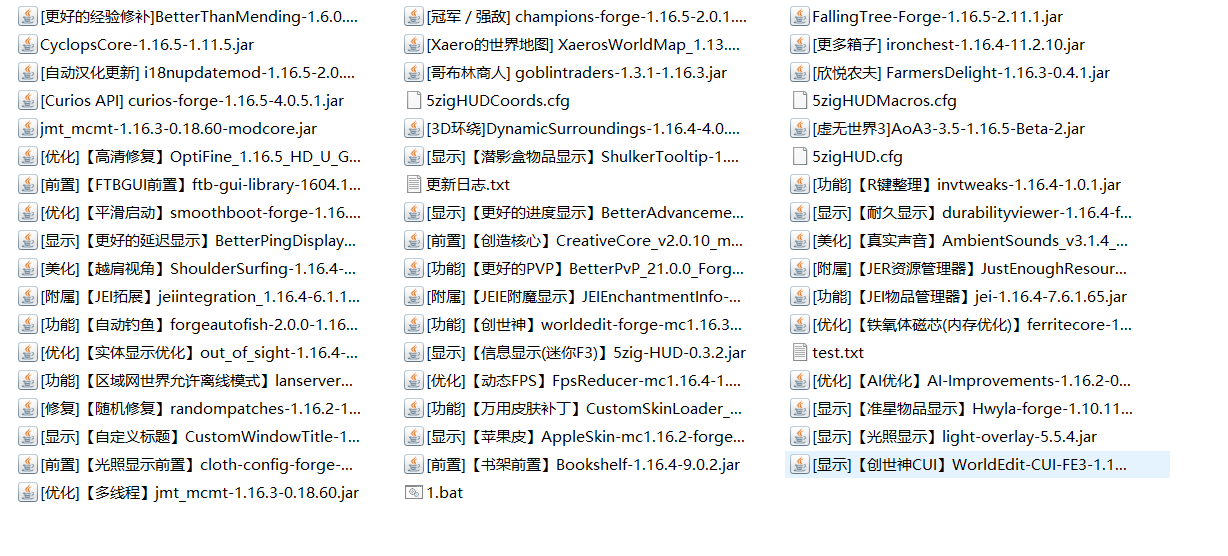 [更好的经验修补]BetterThanMending-1.6.0....
[冠军 / 强敌] champions-forge-1.16.5-2.0.1....
FallingTree-Forge-1.16.5-2.11.1.jar
CyclopsCore-1.16.5-1.11.5.jar
[Xaero的世界地图] XaerosWorldMap_1.13....
[更多箱子] ironchest-1.16.4-11.2.10.jar
[自动汉化更新] i18nupdatemod-1.16.5-2.0....
[哥布林商人] goblintraders-1.3.1-1.16.3.jar
[欣悦农夫] FarmersDelight-1.16.3-0.4.1.jar
[Curios API] curios-forge-1.16.5-4.0.5.1.jar
5zigHUDCoords.cfg
5zigHUDMacros.cfg
jmt_mcmt-1.16.3-0.18.60-modcore.jar
[3D环绕]DynamicSurroundings-1.16.4-4.0....
[虚无世界3]AoA3-3.5-1.16.5-Beta-2.jar
[优化]【高清修复】OptiFine_1.16.5_HD_U_G...
[显示]【潜影盒物品显示】ShulkerTooltip-1....
5zigHUD.cfg
[前置]【FTBGUI前置】ftb-gui-library-1604.1...
更新日志.txt
[功能]【R键整理】invtweaks-1.16.4-1.0.1.jar
[优化]【平滑启动】smoothboot-forge-1.16....
[显示]【更好的进度显示】BetterAdvanceme...
[显示]【耐久显示】durabilityviewer-1.16.4-f...
[显示]【更好的延迟显示】BetterPingDisplay...
[前置]【创造核心】CreativeCore_v2.0.10_m...
[美化]【真实声音】AmbientSounds_v3.1.4_...
[美化]【越肩视角】ShoulderSurfing-1.16.4-...
[功能]【更好的PVP】BetterPvP_21.0.0_Forg...
[附属]【JER资源管理器】JustEnoughResour...
[附属]【JEI拓展】jeiintegration_1.16.4-6.1.1...
[附属]【JEIE附魔显示】JEIEnchantmentInfo-...
[功能]【JEI物品管理器】jei-1.16.4-7.6.1.65.jar
[功能]【自动钓鱼】forgeautofish-2.0.0-1.16...
[功能]【创世神】worldedit-forge-mc1.16.3...
[优化]【铁氧体磁芯(内存优化)】ferritecore-1...
[优化]【实体显示优化】out_of_sight-1.16.4-...
[显示]【信息显示(迷你F3)】5zig-HUD-0.3.2.jar
test.txt
[功能]【区域网世界允许离线模式】lanserver...
[优化]【动态FPS】FpsReducer-mc1.16.4-1....
[优化]【AI优化】AI-Improvements-1.16.2-0...
[修复]【随机修复】randompatches-1.16.2-1...
[功能]【万用皮肤补丁】CustomSkinLoader_...
[显示]【准星物品显示】Hwyla-forge-1.10.11...
[显示]【自定义标题】CustomWindowTitle-1...
[显示]【苹果皮】AppleSkin-mc1.16.2-forge...
[显示]【光照显示】light-overlay-5.5.4.jar
[前置]【光照显示前置】cloth-config-forge-...
[前置]【书架前置】Bookshelf-1.16.4-9.0.2.jar
[显示]【创世神CUI】WorldEdit-CUI-FE3-1.1...
[优化]【多线程】jmt_mcmt-1.16.3-0.18.60.jar
1.bat